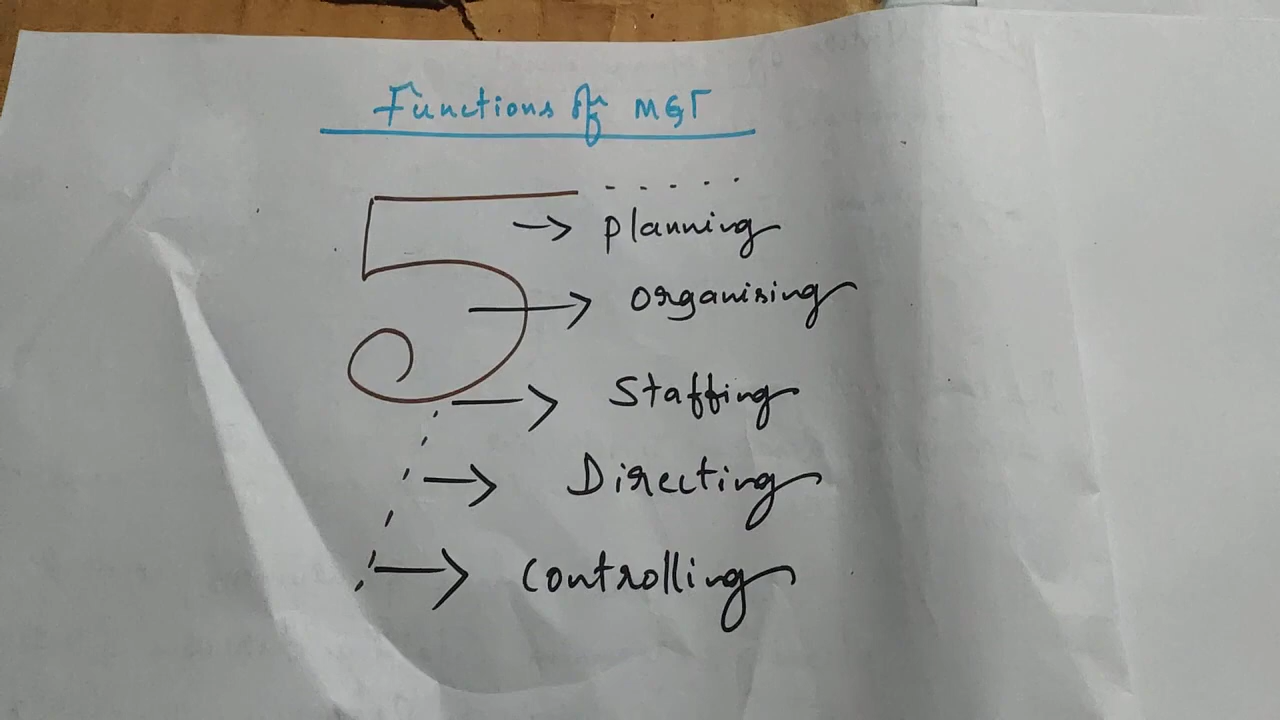 Functions of MGT
5
→ planning
→ organising
→ Staffing
→ Directing
→ controlling